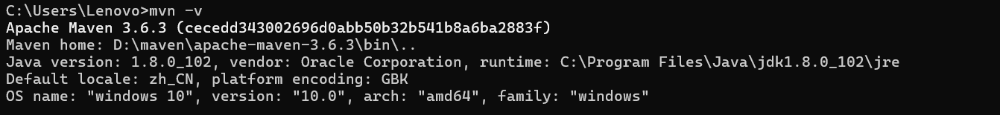 C:\Users\Lenovo>mvn -v
Apache Maven 3.6.3 (cecedd343002696d0abb50b32b541b8a6ba2883f)
Maven home: D:\maven\apache-maven-3.6.3\bin\..
Java version: 1.8.0_102, vendor: Oracle Corporation, runtime: C:\Program Files\Java\jdk1.8.0_102\jre
Default locale: zh_CN, platform encoding: GBK
OS name: "windows 10", version: "10.0", arch: "amd64", family: "windows"